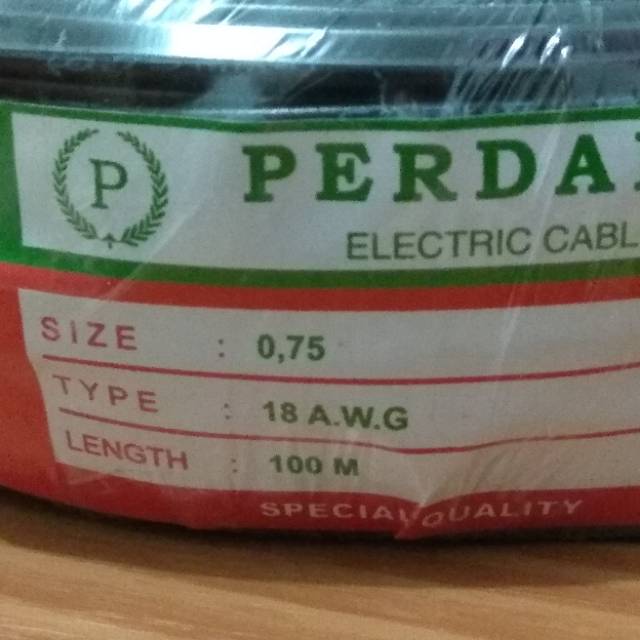 P
PERDA
ELECTRIC CABL
SIZE : 0,75
TYPE : 18 A.W.G
LENGTH : 100 M
SPECIAL QUALITY